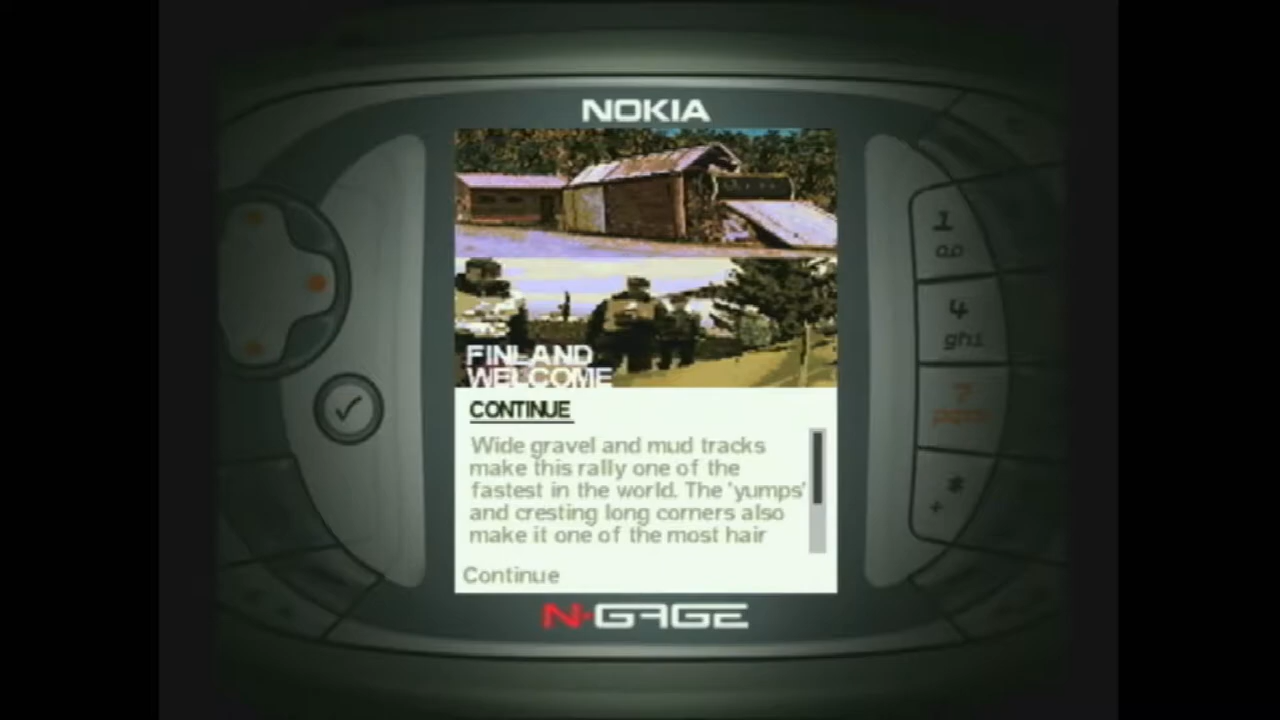 NOKIA
FINLAND
WELCOME
CONTINUE
Wide gravel and mud tracks
make this rally one of the
fastest in the world. The 'yumps'
and cresting long corners also
make it one of the most hair
Continue
N-GAGE
1
4
ghi
*
+